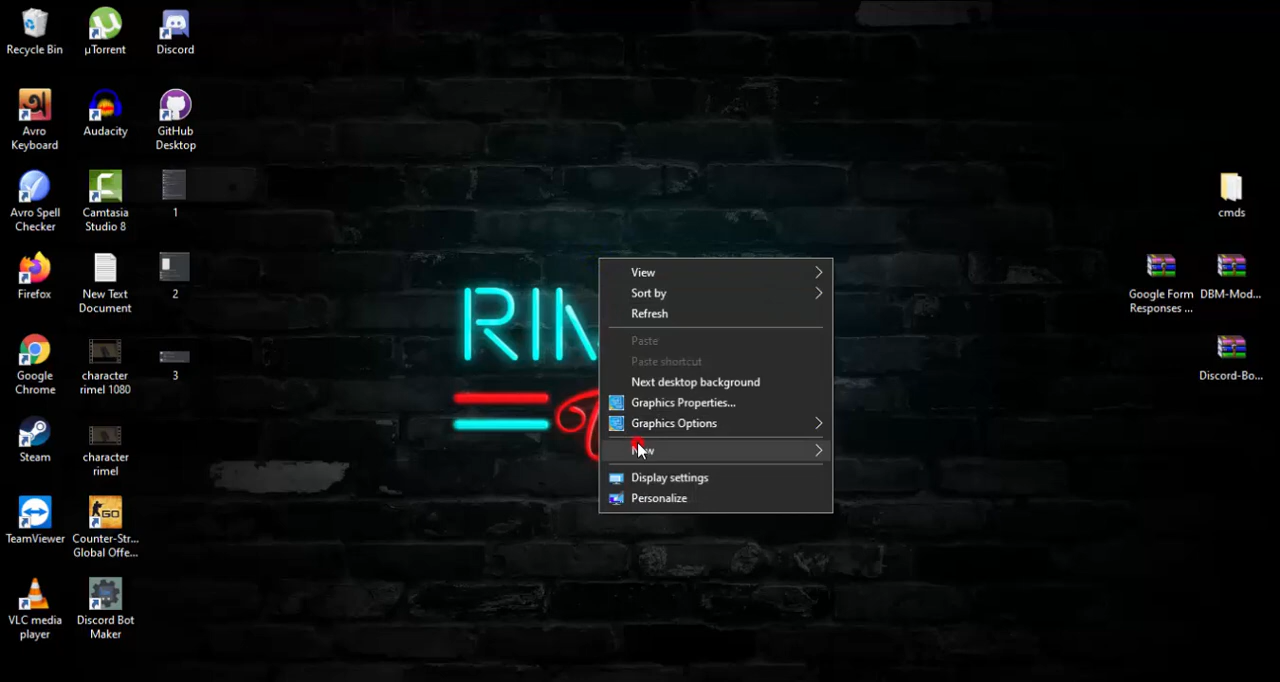 Recycle Bin
µTorrent
Discord
Avro
Keyboard
Audacity
GitHub
Desktop
Avro Spell
Checker
Camtasia
Studio 8
1
Firefox
New Text
Document
2
Google
Chrome
character
rimel 1080
3
Steam
character
rimel
TeamViewer
Counter-Str...
Global Offe...
VLC media
player
Discord Bot
Maker
RIM
View
Sort by
Refresh
Paste
Paste shortcut
Next desktop background
Graphics Properties...
Graphics Options
New
Display settings
Personalize
cmds
Google Form
Responses ...
DBM-Mod...
Discord-Bo...